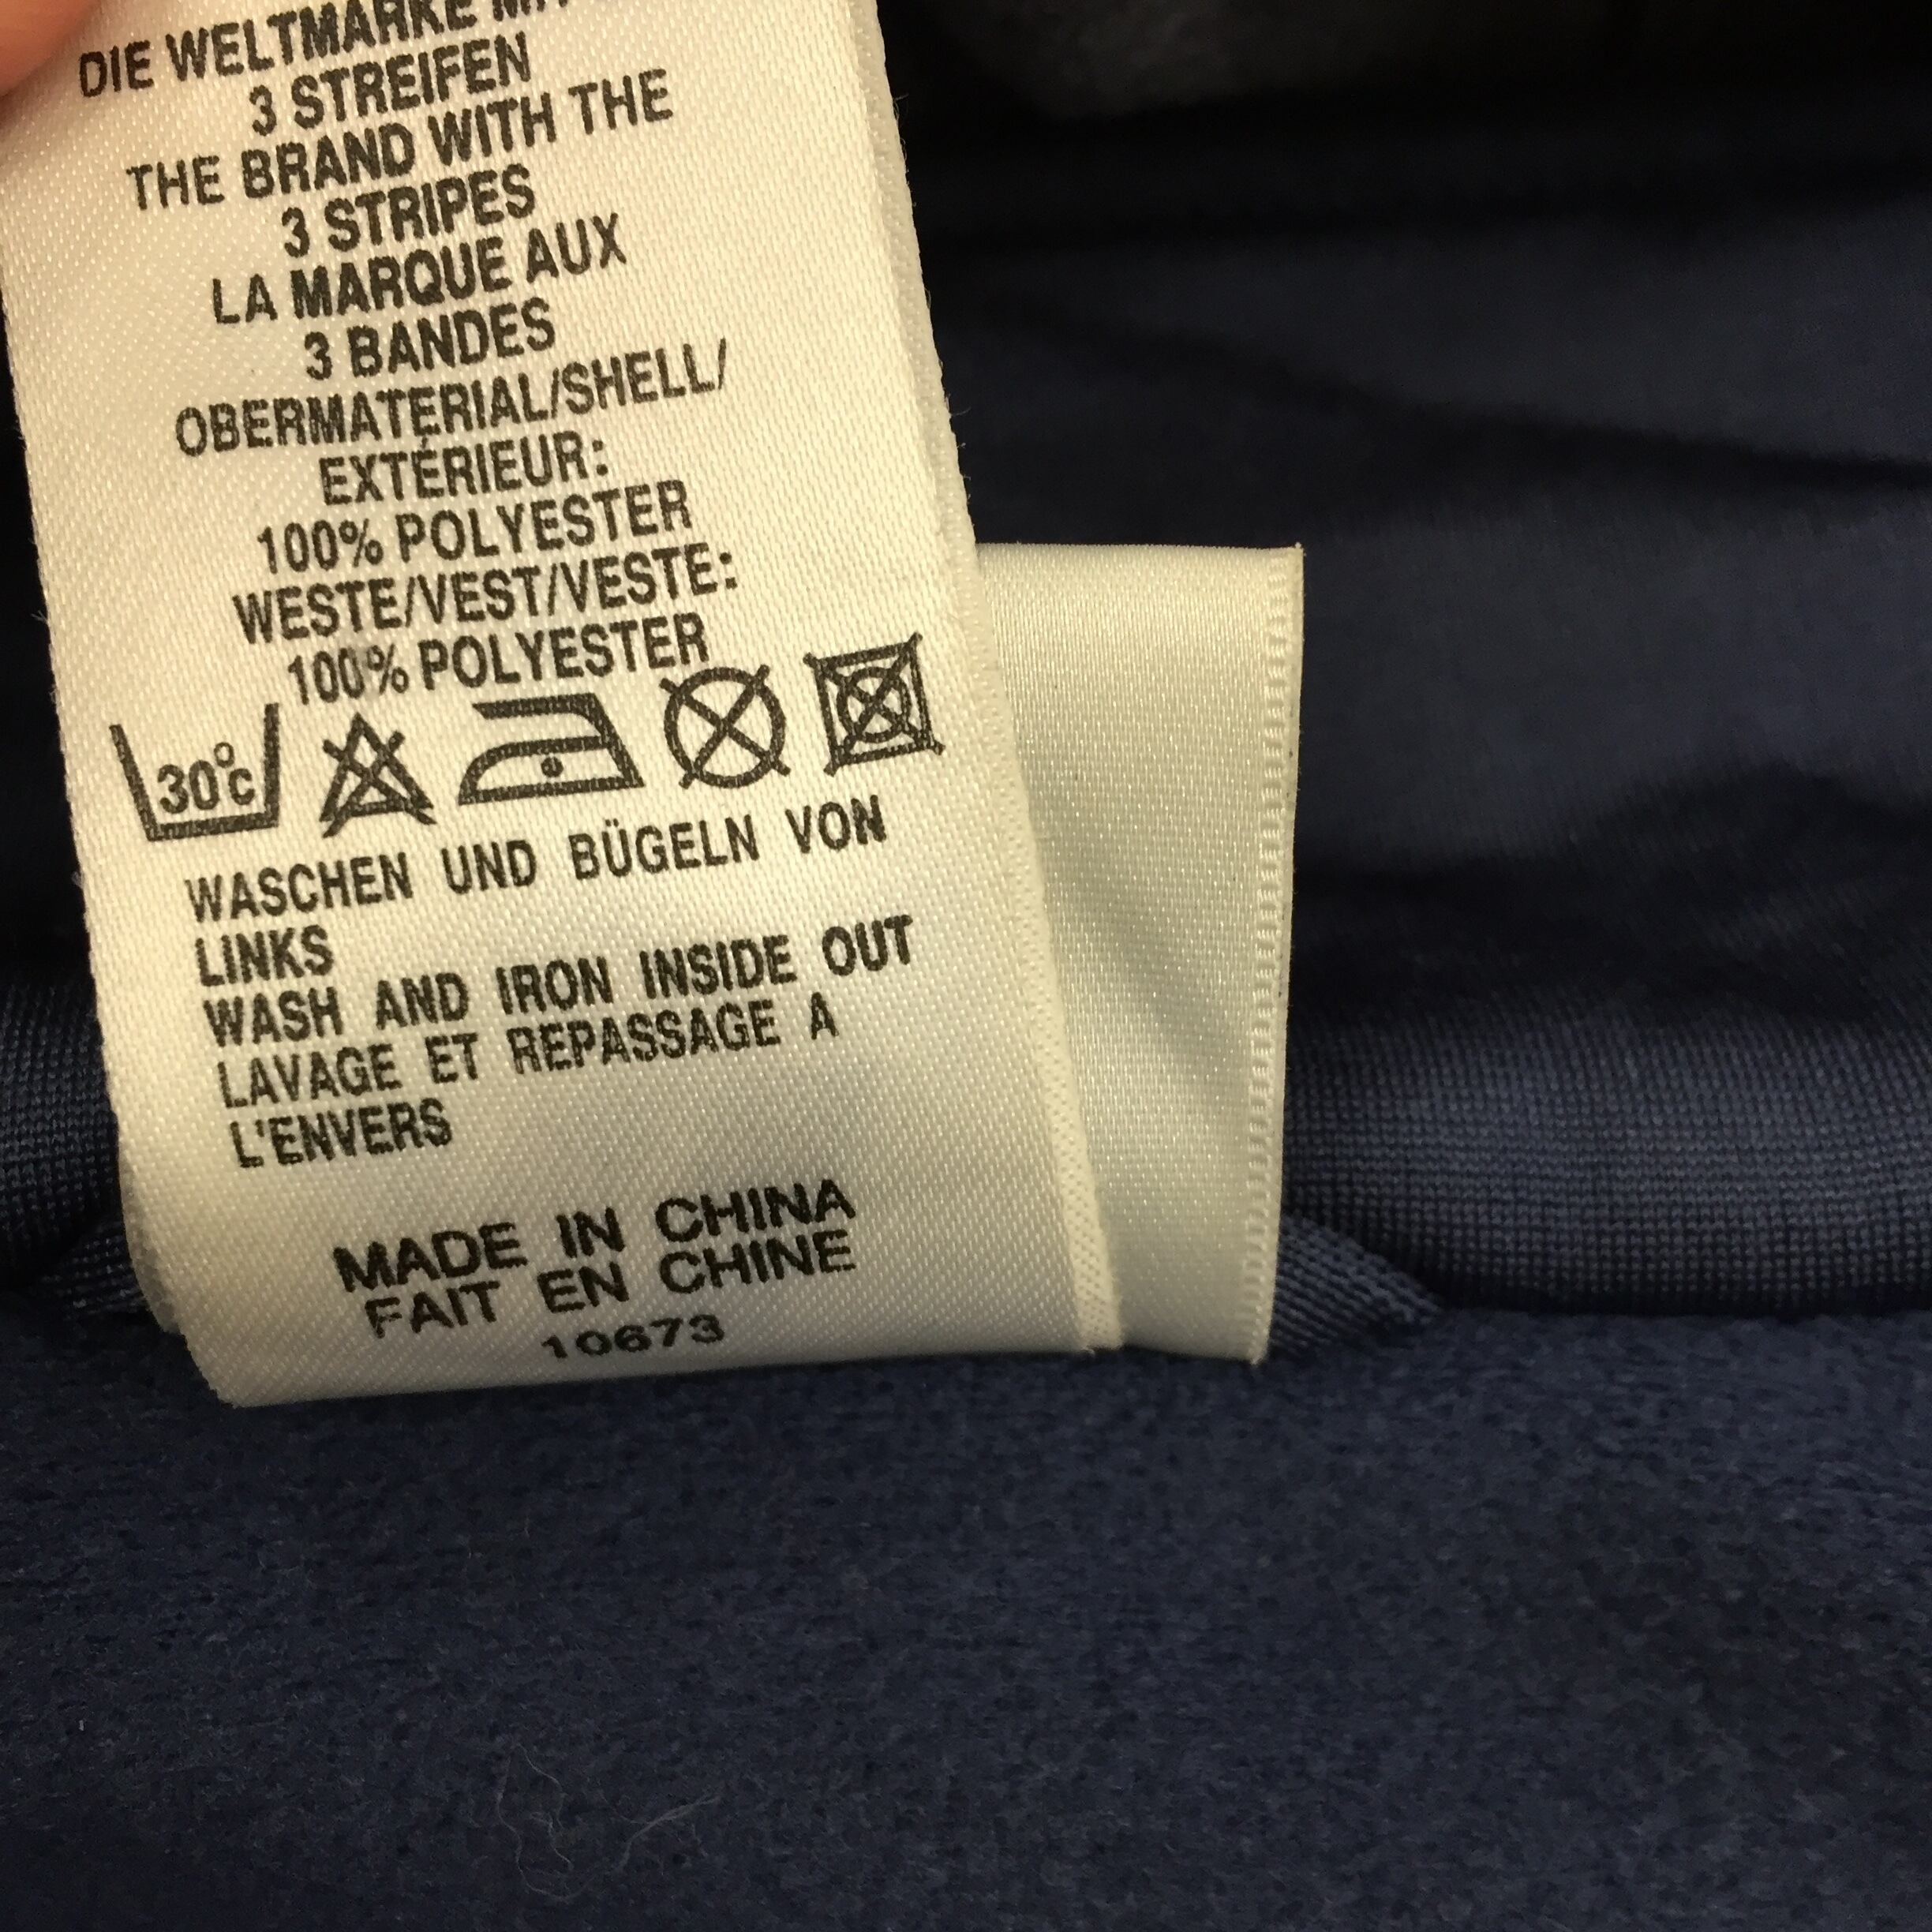 DIE WELTMARKE
3 STREIFEN
THE BRAND WITH THE
3 STRIPES
LA MARQUE AUX
3 BANDES
OBERMATERIAL/SHELL/
EXTÉRIEUR:
100% POLYESTER
WESTE/VEST/VESTE:
100% POLYESTER
30°c
WASCHEN UND BÜGELN VON
LINKS
WASH AND IRON INSIDE OUT
LAVAGE ET REPASSAGE A
L'ENVERS
MADE IN CHINA
FAIT EN CHINE
10673